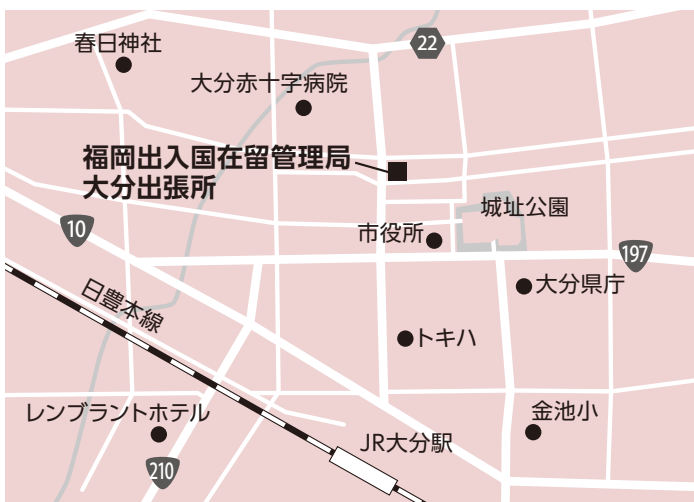 22
春日神社
大分赤十字病院
福岡出入国在留管理局
大分出張所
城址公園
10
市役所
197
大分県庁
日豊本線
トキハ
レンブラントホテル
金池小
JR大分駅
210